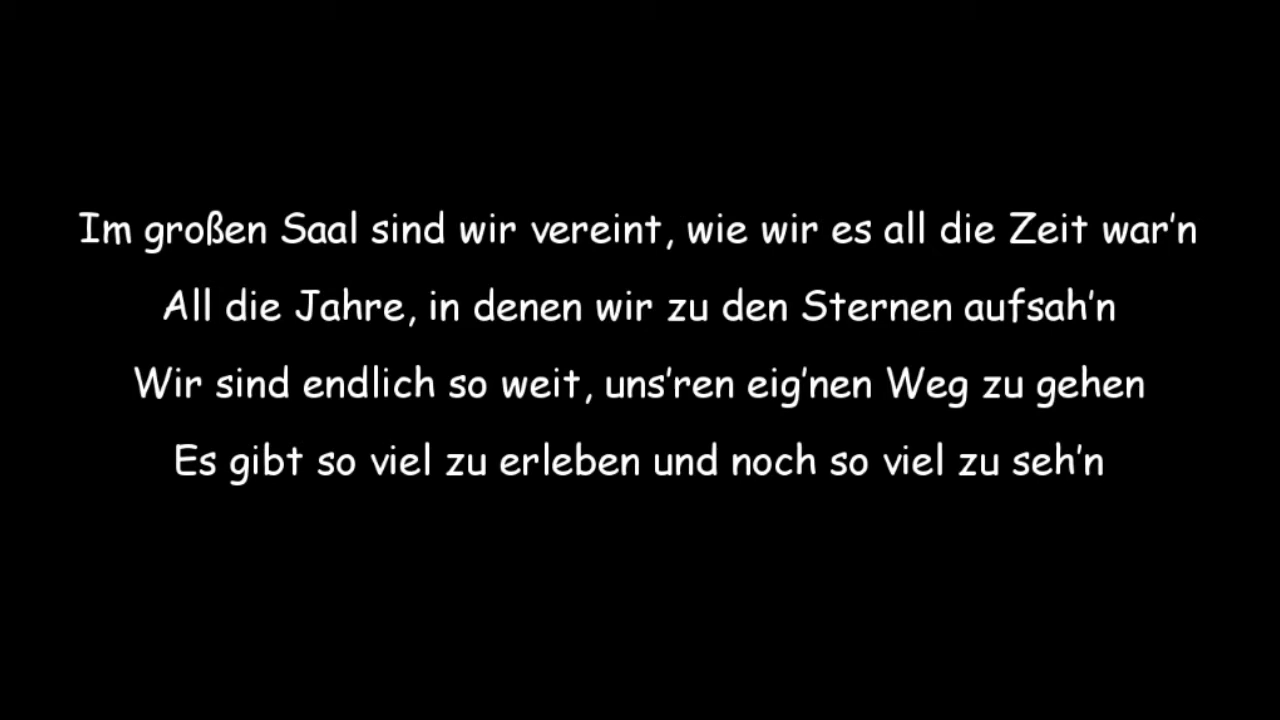 Im großen Saal sind wir vereint, wie wir es all die Zeit war'n
All die Jahre, in denen wir zu den Sternen aufsah'n
Wir sind endlich so weit, uns'ren eig'nen Weg zu gehen
Es gibt so viel zu erleben und noch so viel zu seh'n